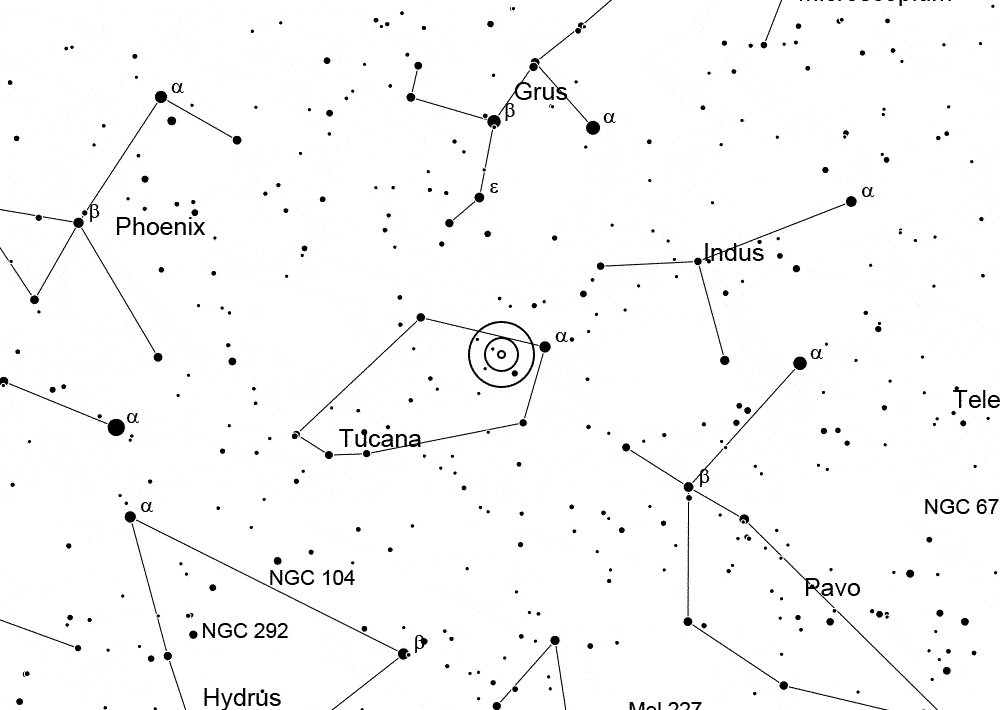 α
Grus
β
α
ε
β
Phoenix
α
Indus
α
α
α
Tele
Tucana
β
NGC 67
α
NGC 104
Pavo
NGC 292
β
Hydrus